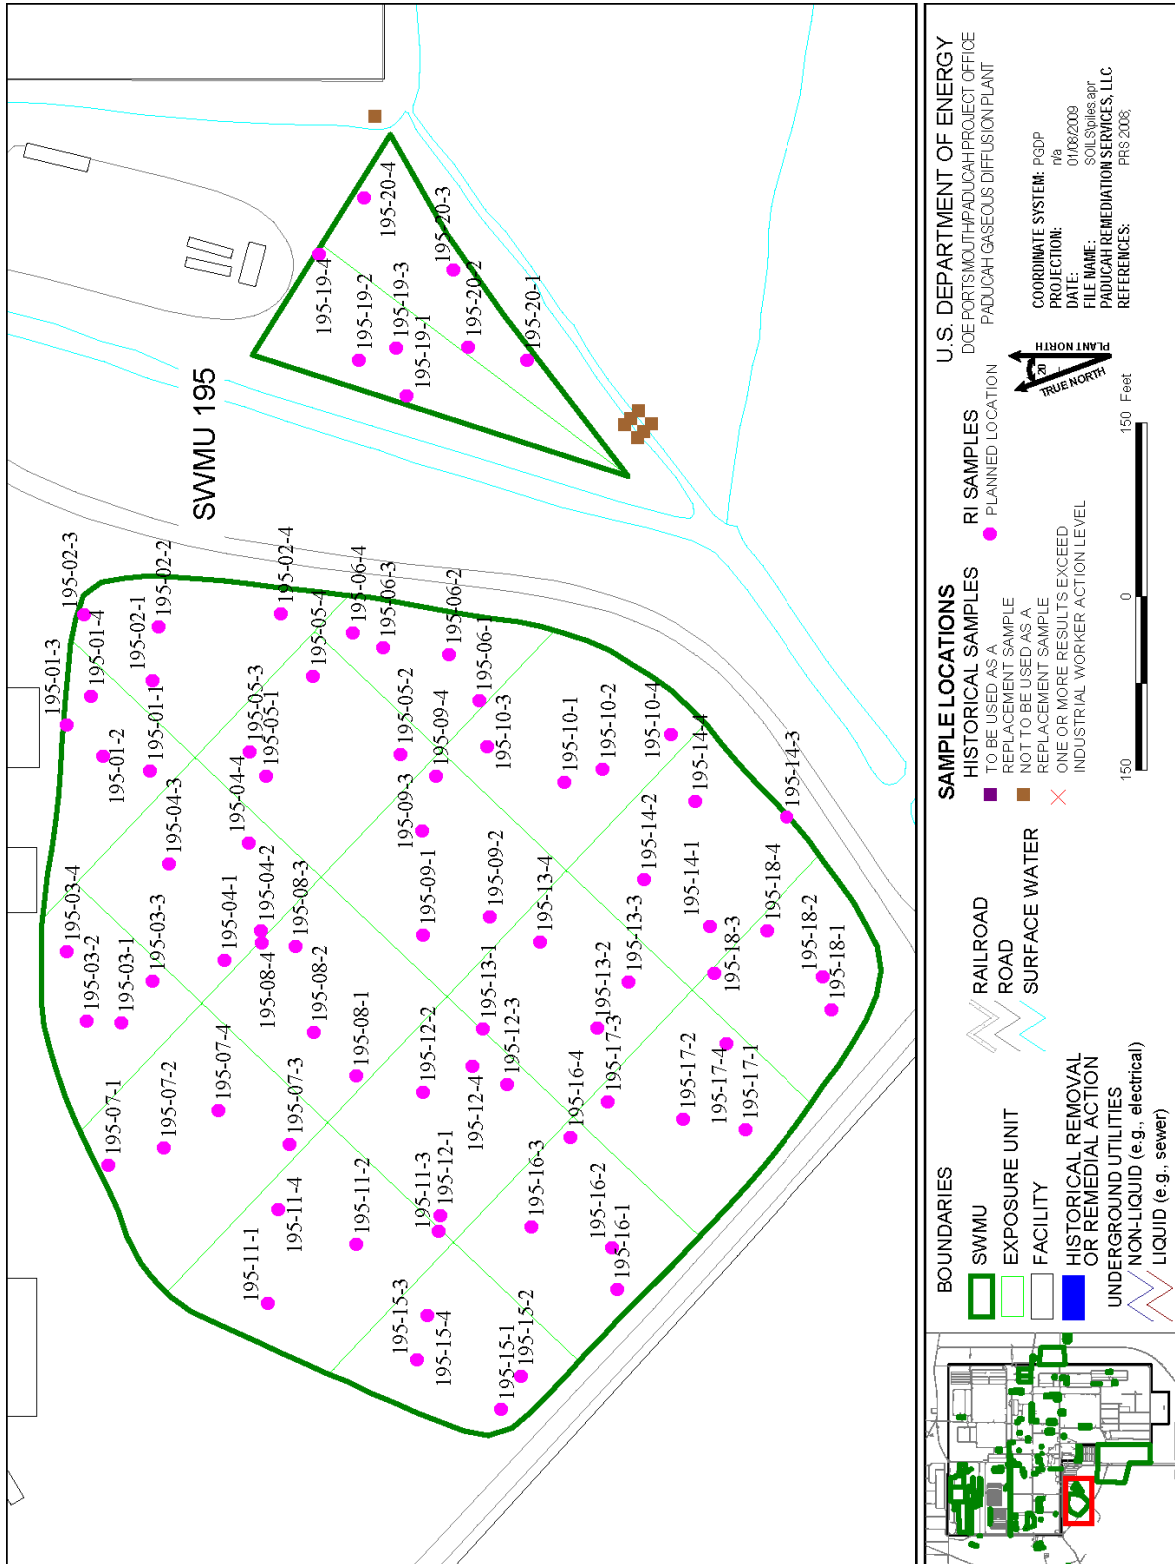 SWMU 195
195-01-3
195-02-3
195-01-4
195-02-1
195-02-2
195-01-2
195-01-1
195-02-4
195-03-4
195-04-3
195-04-4
195-05-3
195-05-1
195-05-4
195-06-4
195-06-3
195-06-2
195-03-2
195-03-1
195-03-3
195-04-1
195-04-2
195-08-3
195-08-4
195-08-2
195-05-2
195-09-4
195-09-3
195-06-1
195-10-3
195-07-1
195-07-2
195-07-4
195-07-3
195-08-1
195-09-1
195-09-2
195-10-1
195-10-2
195-10-4
195-11-1
195-11-4
195-11-2
195-11-3
195-12-1
195-12-2
195-12-4
195-12-3
195-13-1
195-13-4
195-13-2
195-13-3
195-14-2
195-14-1
195-14-4
195-14-3
195-15-3
195-15-4
195-15-1
195-15-2
195-16-3
195-16-4
195-16-2
195-16-1
195-17-3
195-17-2
195-17-4
195-17-1
195-18-3
195-18-4
195-18-2
195-18-1
195-19-4
195-19-2
195-19-3
195-19-1
195-20-4
195-20-3
195-20-2
195-20-1
BOUNDARIES
SWMU
EXPOSURE UNIT
FACILITY
HISTORICAL REMOVAL
OR REMEDIAL ACTION
UNDERGROUND UTILITIES
NON-LIQUID (e.g., electrical)
LIQUID (e.g., sewer)
RAILROAD
ROAD
SURFACE WATER
SAMPLE LOCATIONS
HISTORICAL SAMPLES
TO BE USED AS A
REPLACEMENT SAMPLE
NOT TO BE USED AS A
REPLACEMENT SAMPLE
ONE OR MORE RESULTS EXCEED
INDUSTRIAL WORKER ACTION LEVEL
RI SAMPLES
PLANNED LOCATION
150 0 150 Feet
TRUE NORTH
20
PLANT NORTH
U.S. DEPARTMENT OF ENERGY
DOE PORTSMOUTH/PADUCAH PROJECT OFFICE
PADUCAH GASEOUS DIFFUSION PLANT
COORDINATE SYSTEM: PGDP
PROJECTION: n/a
DATE: 01/08/2009
FILE NAME: SOILS\piles.apr
PADUCAH REMEDIATION SERVICES, LLC
REFERENCES: PRS 2008;